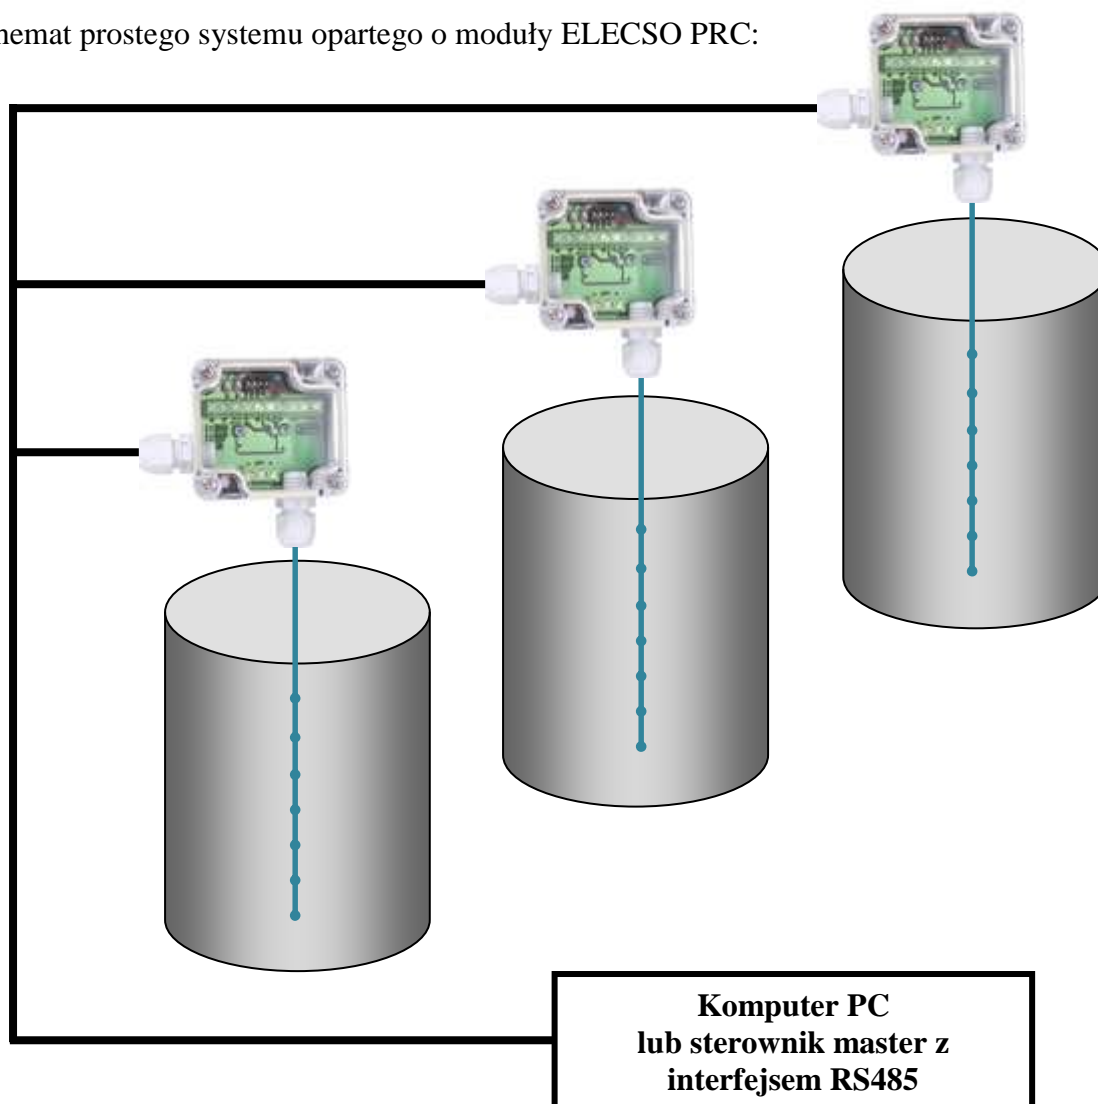 hemat prostego systemu opartego o moduły ELECSO PRC:
Komputer PC
lub sterownik master z
interfejsem RS485